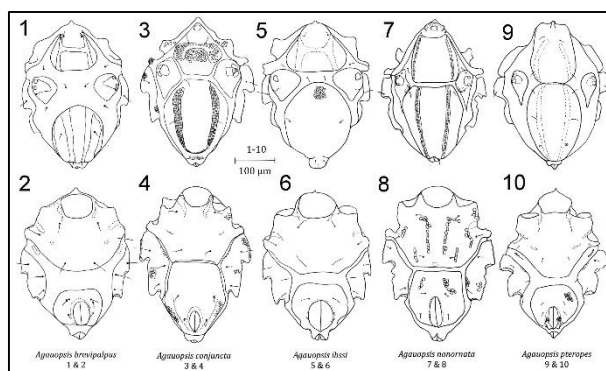 1 3 5 7 9
1-10
100 μm
2 4 6 8 10
Agauopsis brevipalpus Agauopsis conjuncta Agauopsis ibssi Agauopsis nonornata Agauopsis pteropes
1 & 2 3 & 4 5 & 6 7 & 8 9 & 10